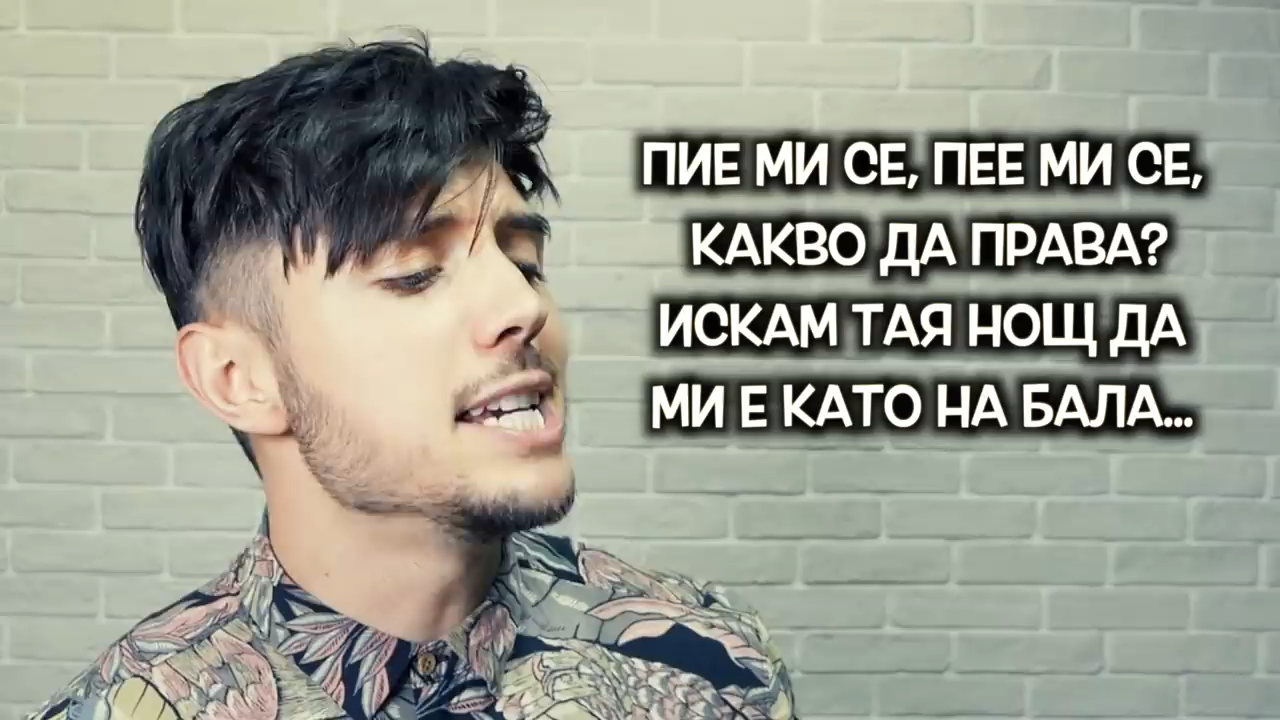 ПИЕ МИ СЕ, ПЕЕ МИ СЕ,
КАКВО ДА ПРАВА?
ИСКАМ ТАЯ НОЩ ДА
МИ Е КАТО НА БАЛА...